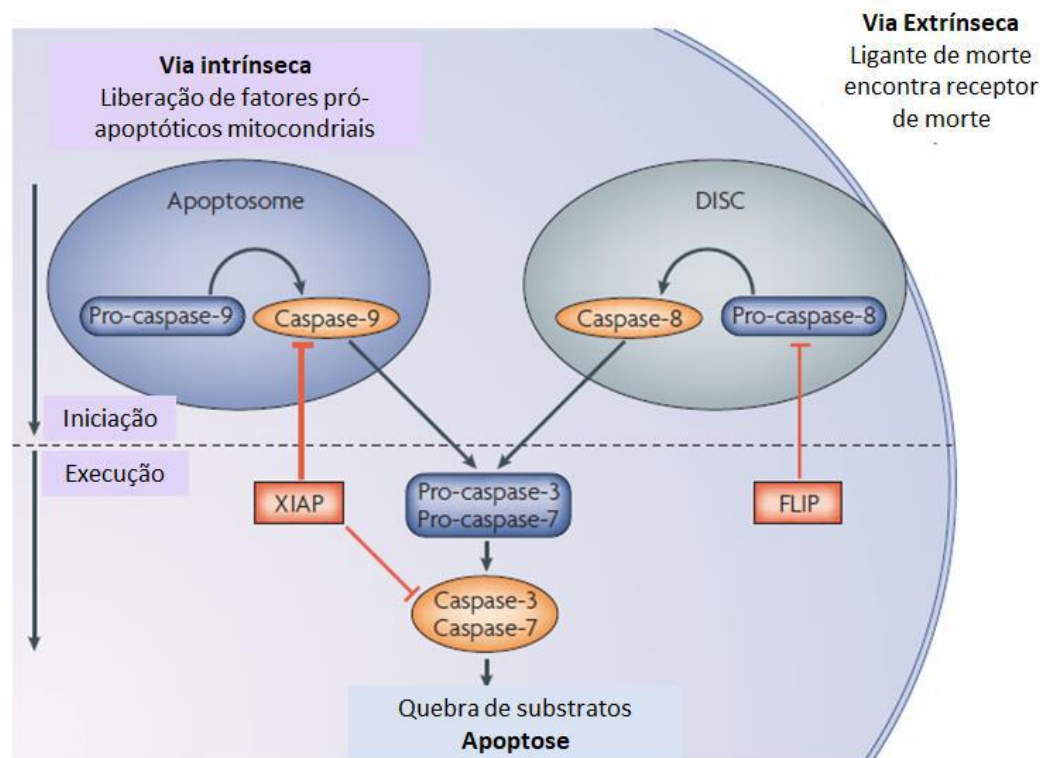 Via intrínseca
Liberação de fatores pró-
apoptóticos mitocondriais
Via Extrínseca
Ligante de morte
encontra receptor
de morte
Apoptosome
Pro-caspase-9
Caspase-9
DISC
Caspase-8
Pro-caspase-8
Iniciação
Execução
XIAP
Pro-caspase-3
Pro-caspase-7
FLIP
Caspase-3
Caspase-7
Quebra de substratos
Apoptose